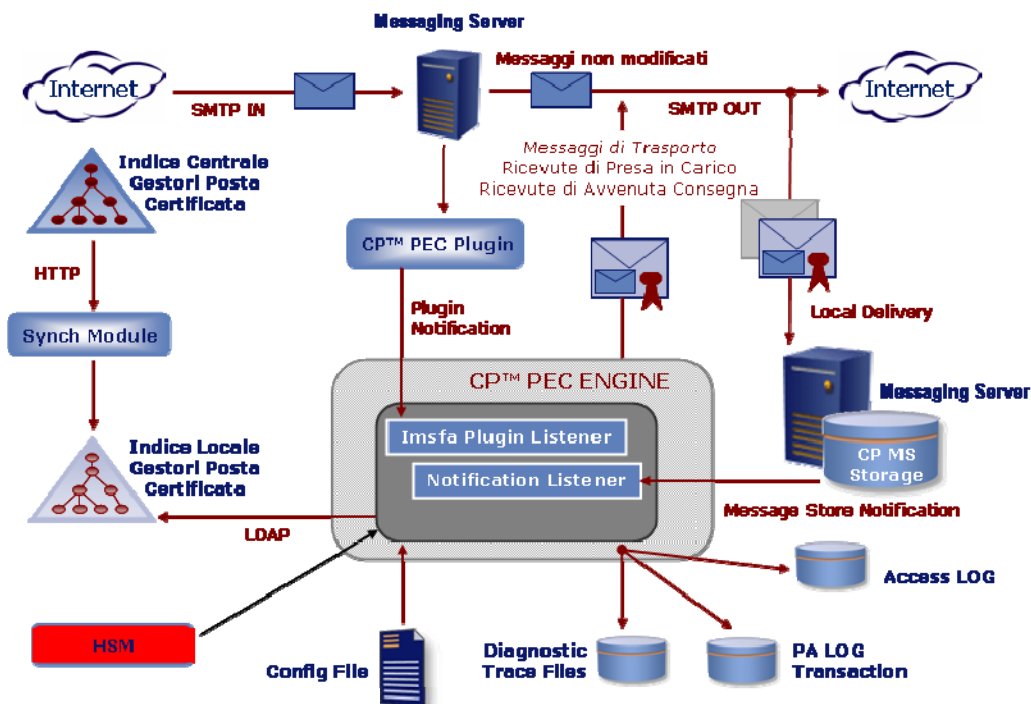 Messaging Server
Internet
SMTP IN
Messaggi non modificati
SMTP OUT
Internet
Indice Centrale
Gestori Posta
Certificata
Messaggi di Trasporto
Ricevute di Presa in Carico
Ricevute di Avvenuta Consegna
CP™ PEC Plugin
HTTP
Plugin
Notification
Local Delivery
Synch Module
CP™ PEC ENGINE
Messaging Server
Imsfa Plugin Listener
Indice Locale
Gestori Posta
Certificata
CP MS
Storage
Notification Listener
Message Store Notification
LDAP
Access LOG
HSM
Config File
Diagnostic
Trace Files
PA LOG
Transaction